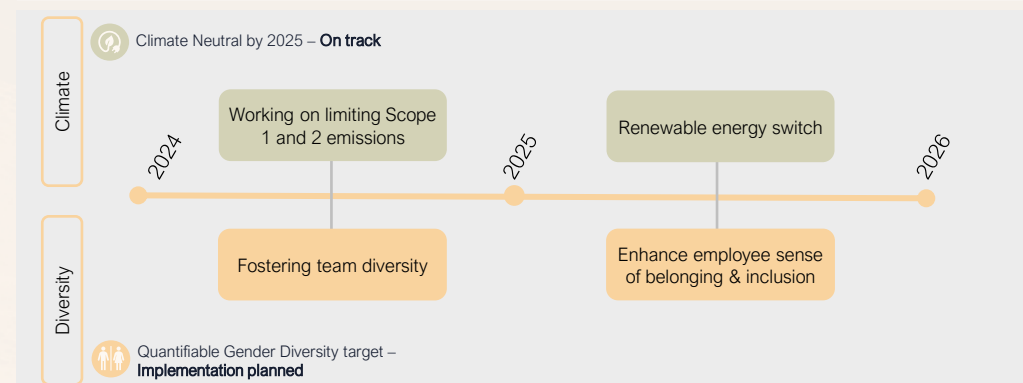 Climate
Climate Neutral by 2025 – On track
Working on limiting Scope
1 and 2 emissions
Renewable energy switch
2024
2025
2026
Fostering team diversity
Enhance employee sense
of belonging & inclusion
Diversity
Quantifiable Gender Diversity target –
Implementation planned